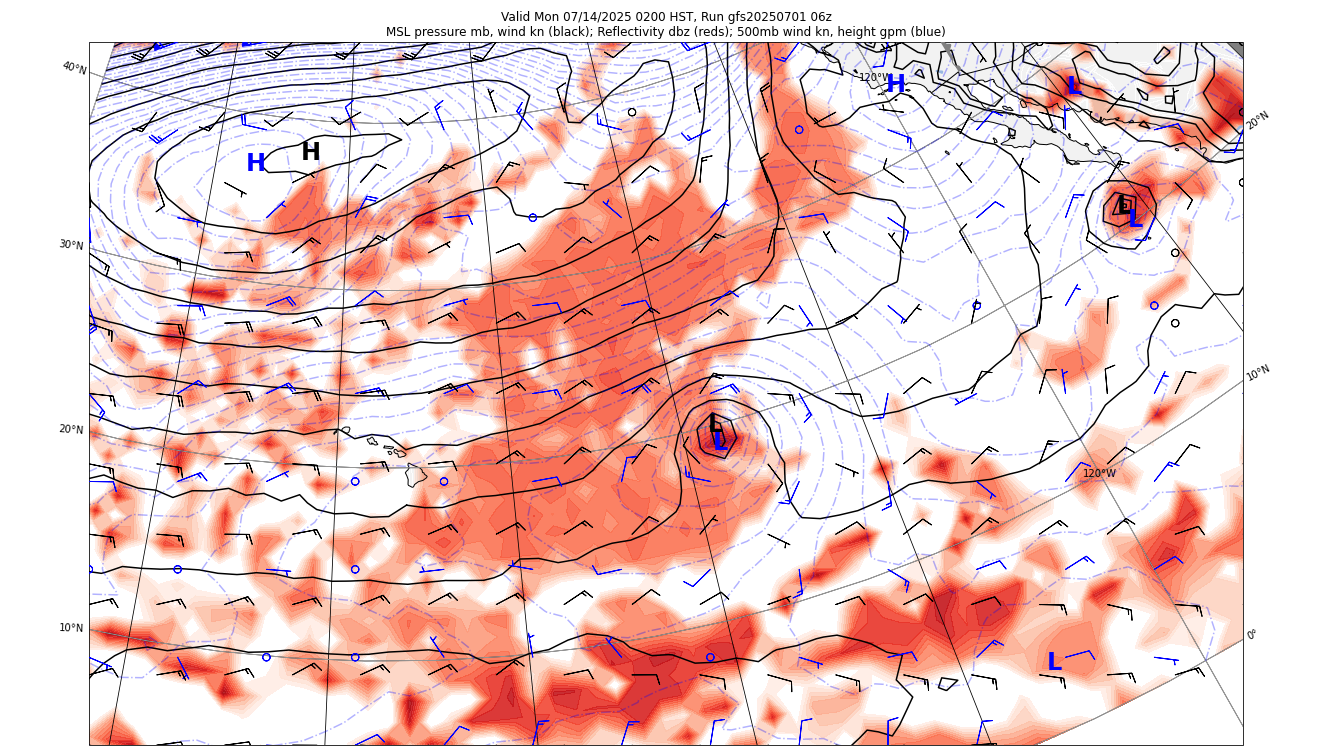 Valid Mon 07/14/2025 0200 HST, Run gfs20250701 06z
MSL pressure mb, wind kn (black); Reflectivity dbz (reds); 500mb wind kn, height gpm (blue)
40°N
120°W
H
L
20°N
H
H
L
L
30°N
10°N
L
L
20°N
120°W
10°N
0°
L